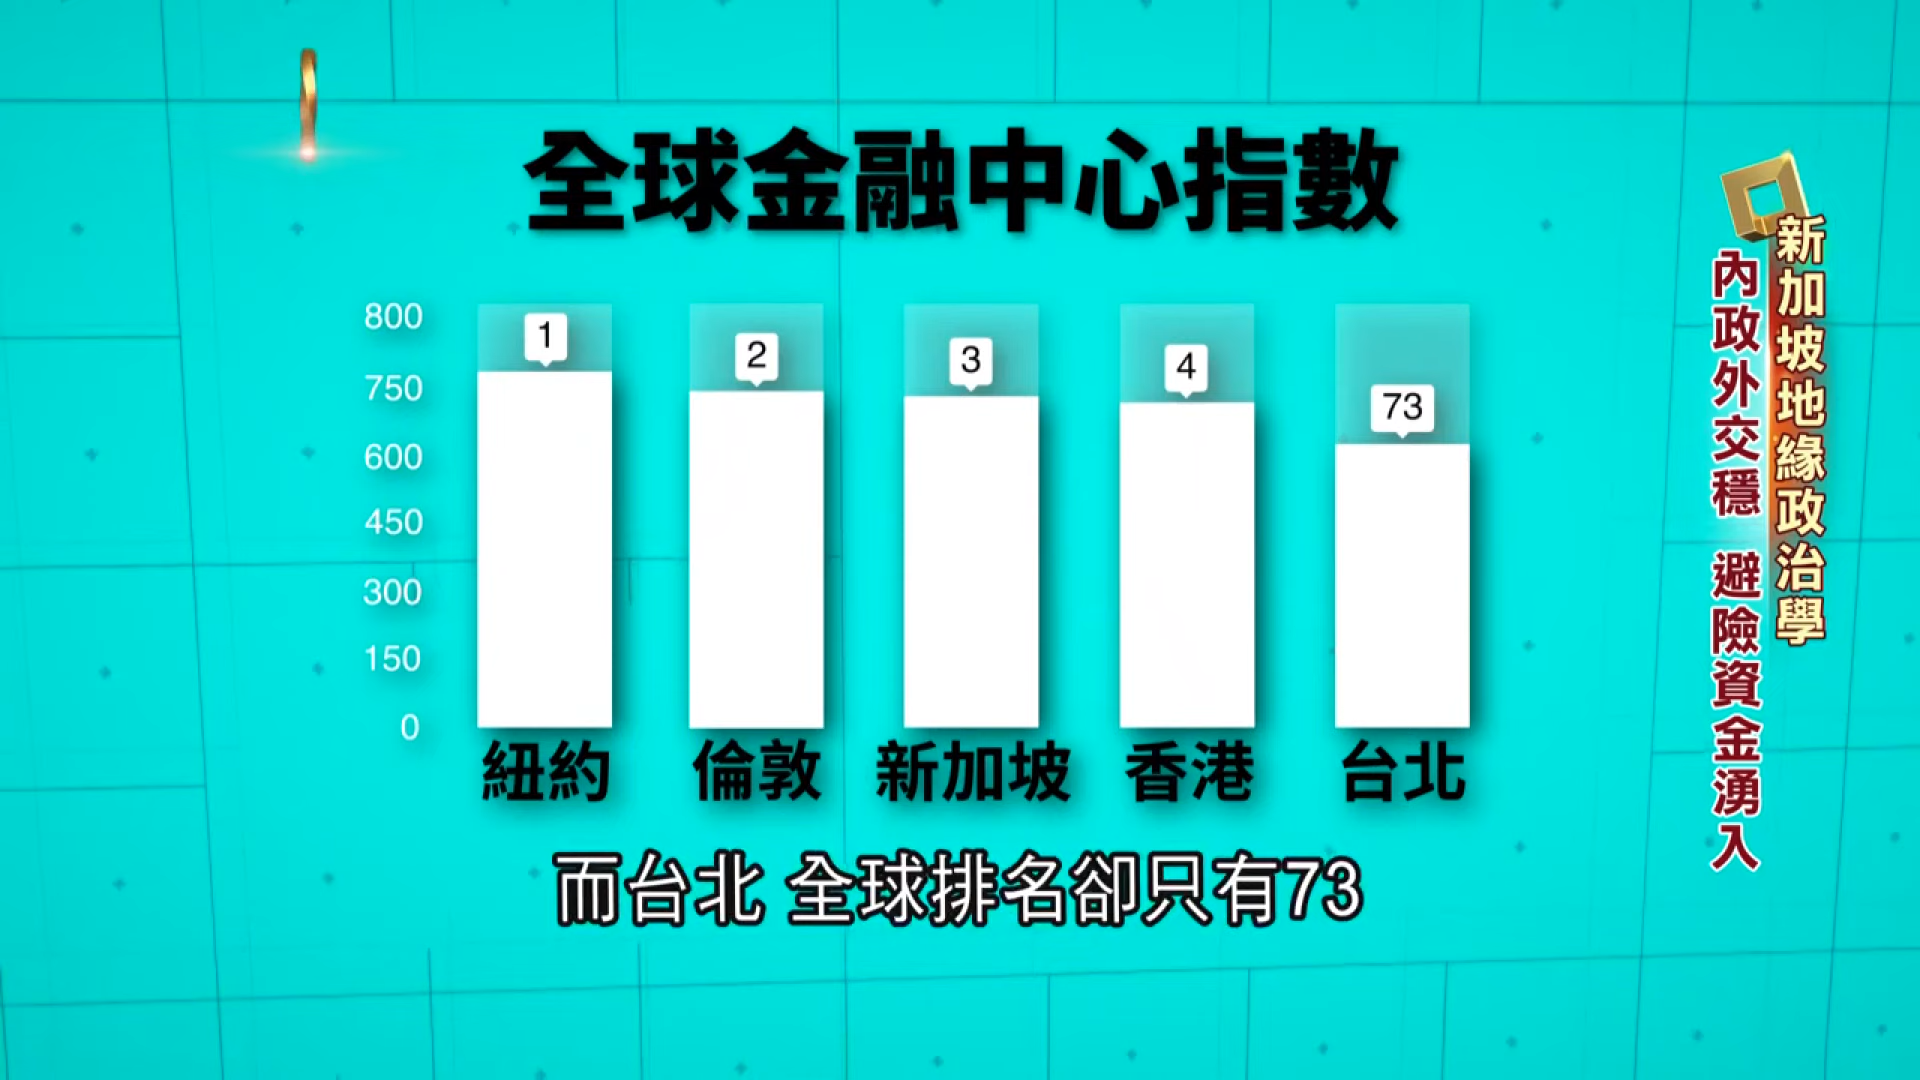 全球金融中心指數
800
750
600
450
300
150
0
1
2
3
4
73
紐約
倫敦
新加坡
香港
台北
而台北 全球排名卻只有73
新加坡地緣政治學
內政外交穩 避險資金湧入